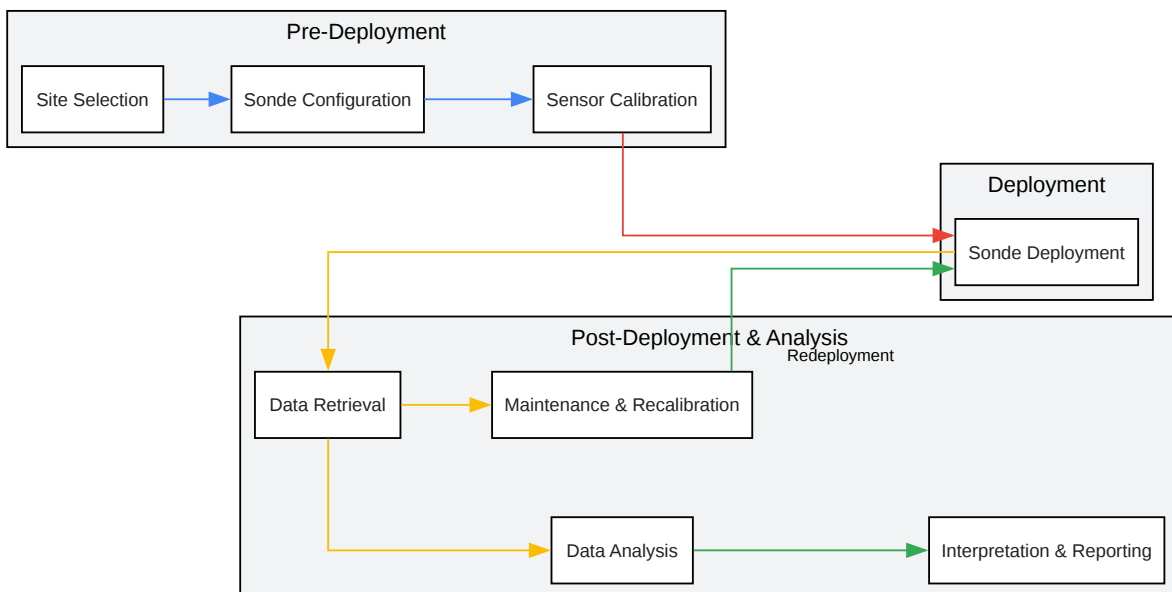 Pre-Deployment
Site Selection
Sonde Configuration
Sensor Calibration
Deployment
Sonde Deployment
Post-Deployment & Analysis
Redeployment
Data Retrieval
Maintenance & Recalibration
Data Analysis
Interpretation & Reporting